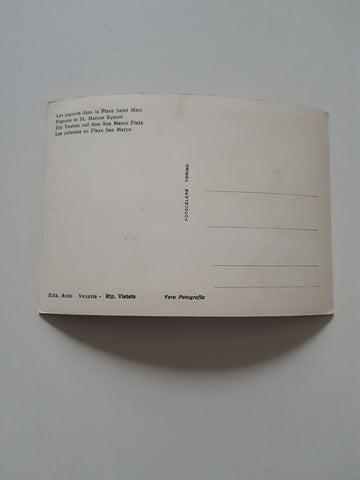 Les pigeons dans la Place Saint Marc
Pigeons in St. Marcus Square
Die Tauben auf dem San Marco Platz
Las palomas en Plaza San Marco
FOTOCELERE - TORINO
Ediz. Ardo Venezia - Rip. Vietata Vera Fotografia